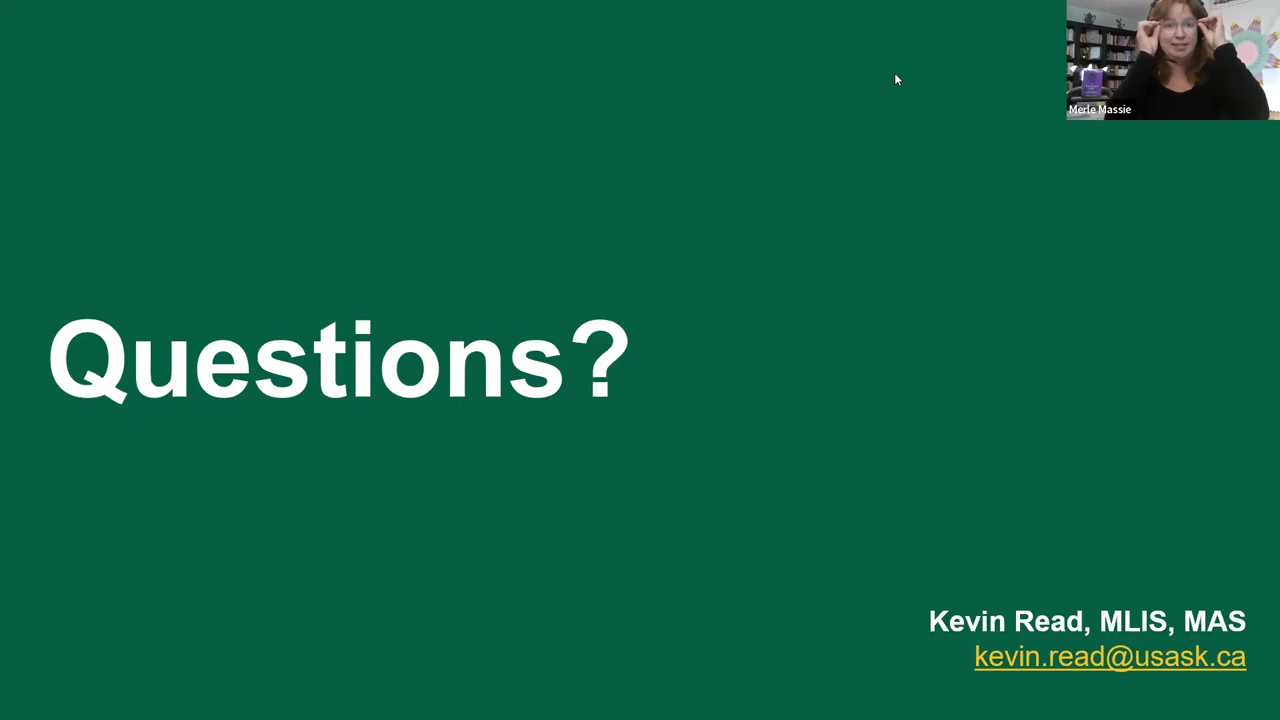 Merle Massie
Questions?
Kevin Read, MLIS, MAS
kevin.read@usask.ca